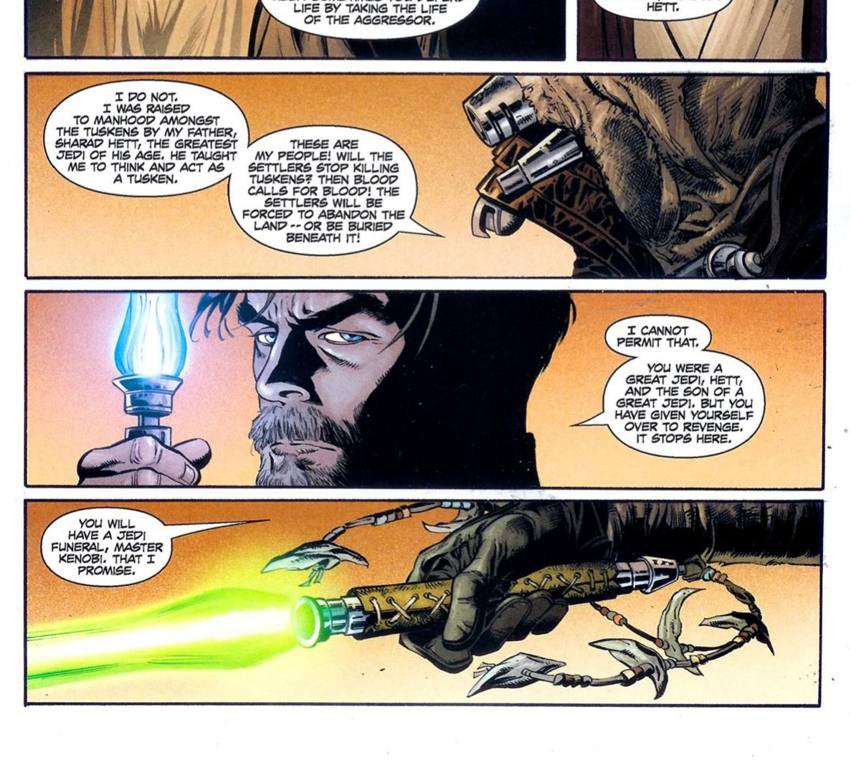 LIFE BY TAKING THE LIFE
OF THE AGGRESSOR.
HETT.
I DO NOT.
I WAS RAISED
TO MANHOOD AMONGST
THE TUSKENS BY MY FATHER,
SHARAD HETT, THE GREATEST
JEDI OF HIS AGE. HE TAUGHT
ME TO THINK AND ACT AS
A TUSKEN.
THESE ARE
MY PEOPLE! WILL THE
SETTLERS STOP KILLING
TUSKENS? THEN BLOOD
CALLS FOR BLOOD! THE
SETTLERS WILL BE
FORCED TO ABANDON THE
LAND -- OR BE BURIED
BENEATH IT!
I CANNOT
PERMIT THAT.
YOU WERE A
GREAT JEDI, HETT,
AND THE SON OF A
GREAT JEDI. BUT YOU
HAVE GIVEN YOURSELF
OVER TO REVENGE.
IT STOPS HERE.
YOU WILL
HAVE A JEDI
FUNERAL, MASTER
KENOBI. THAT I
PROMISE.